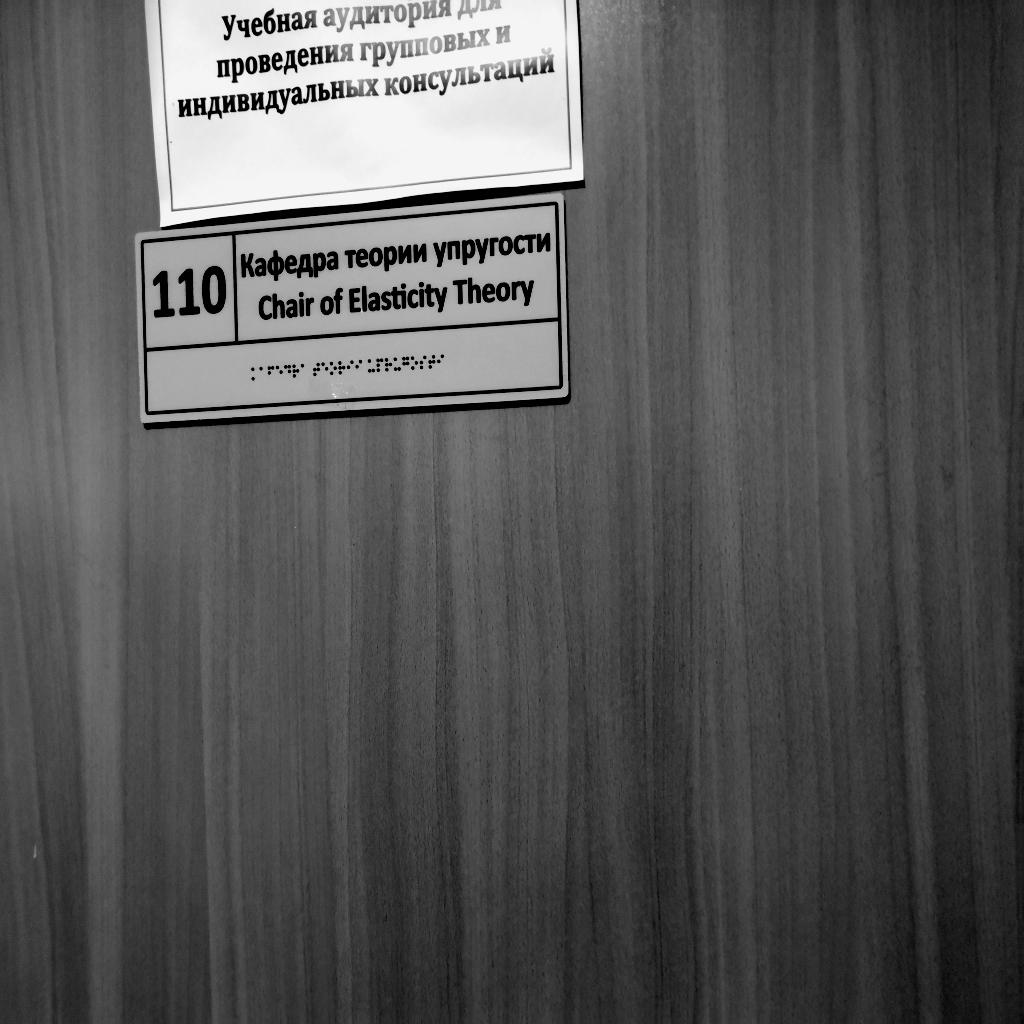 Учебная аудитория для
проведения групповых и
индивидуальных консультаций
110
Кафедра теории упругости
Chair of Elasticity Theory